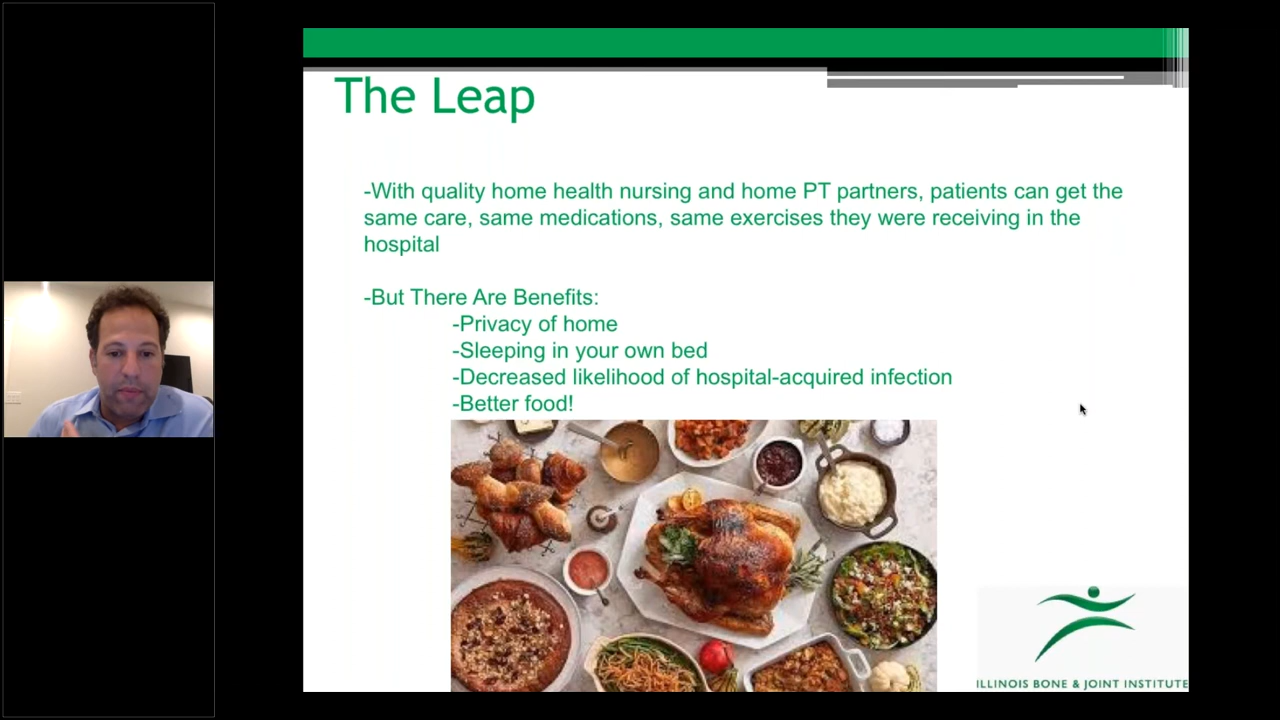 The Leap
-With quality home health nursing and home PT partners, patients can get the
same care, same medications, same exercises they were receiving in the
hospital
-But There Are Benefits:
-Privacy of home
-Sleeping in your own bed
-Decreased likelihood of hospital-acquired infection
-Better food!
ILLINOIS BONE & JOINT INSTITUTE